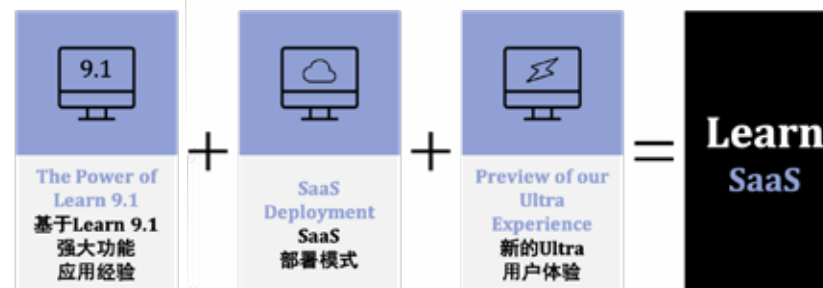 9.1
The Power of
Learn 9.1
基于Learn 9.1
强大功能
应用经验
+
SaaS
Deployment
SaaS
部署模式
+
Preview of our
Ultra
Experience
新的Ultra
用户体验
=
Learn
SaaS